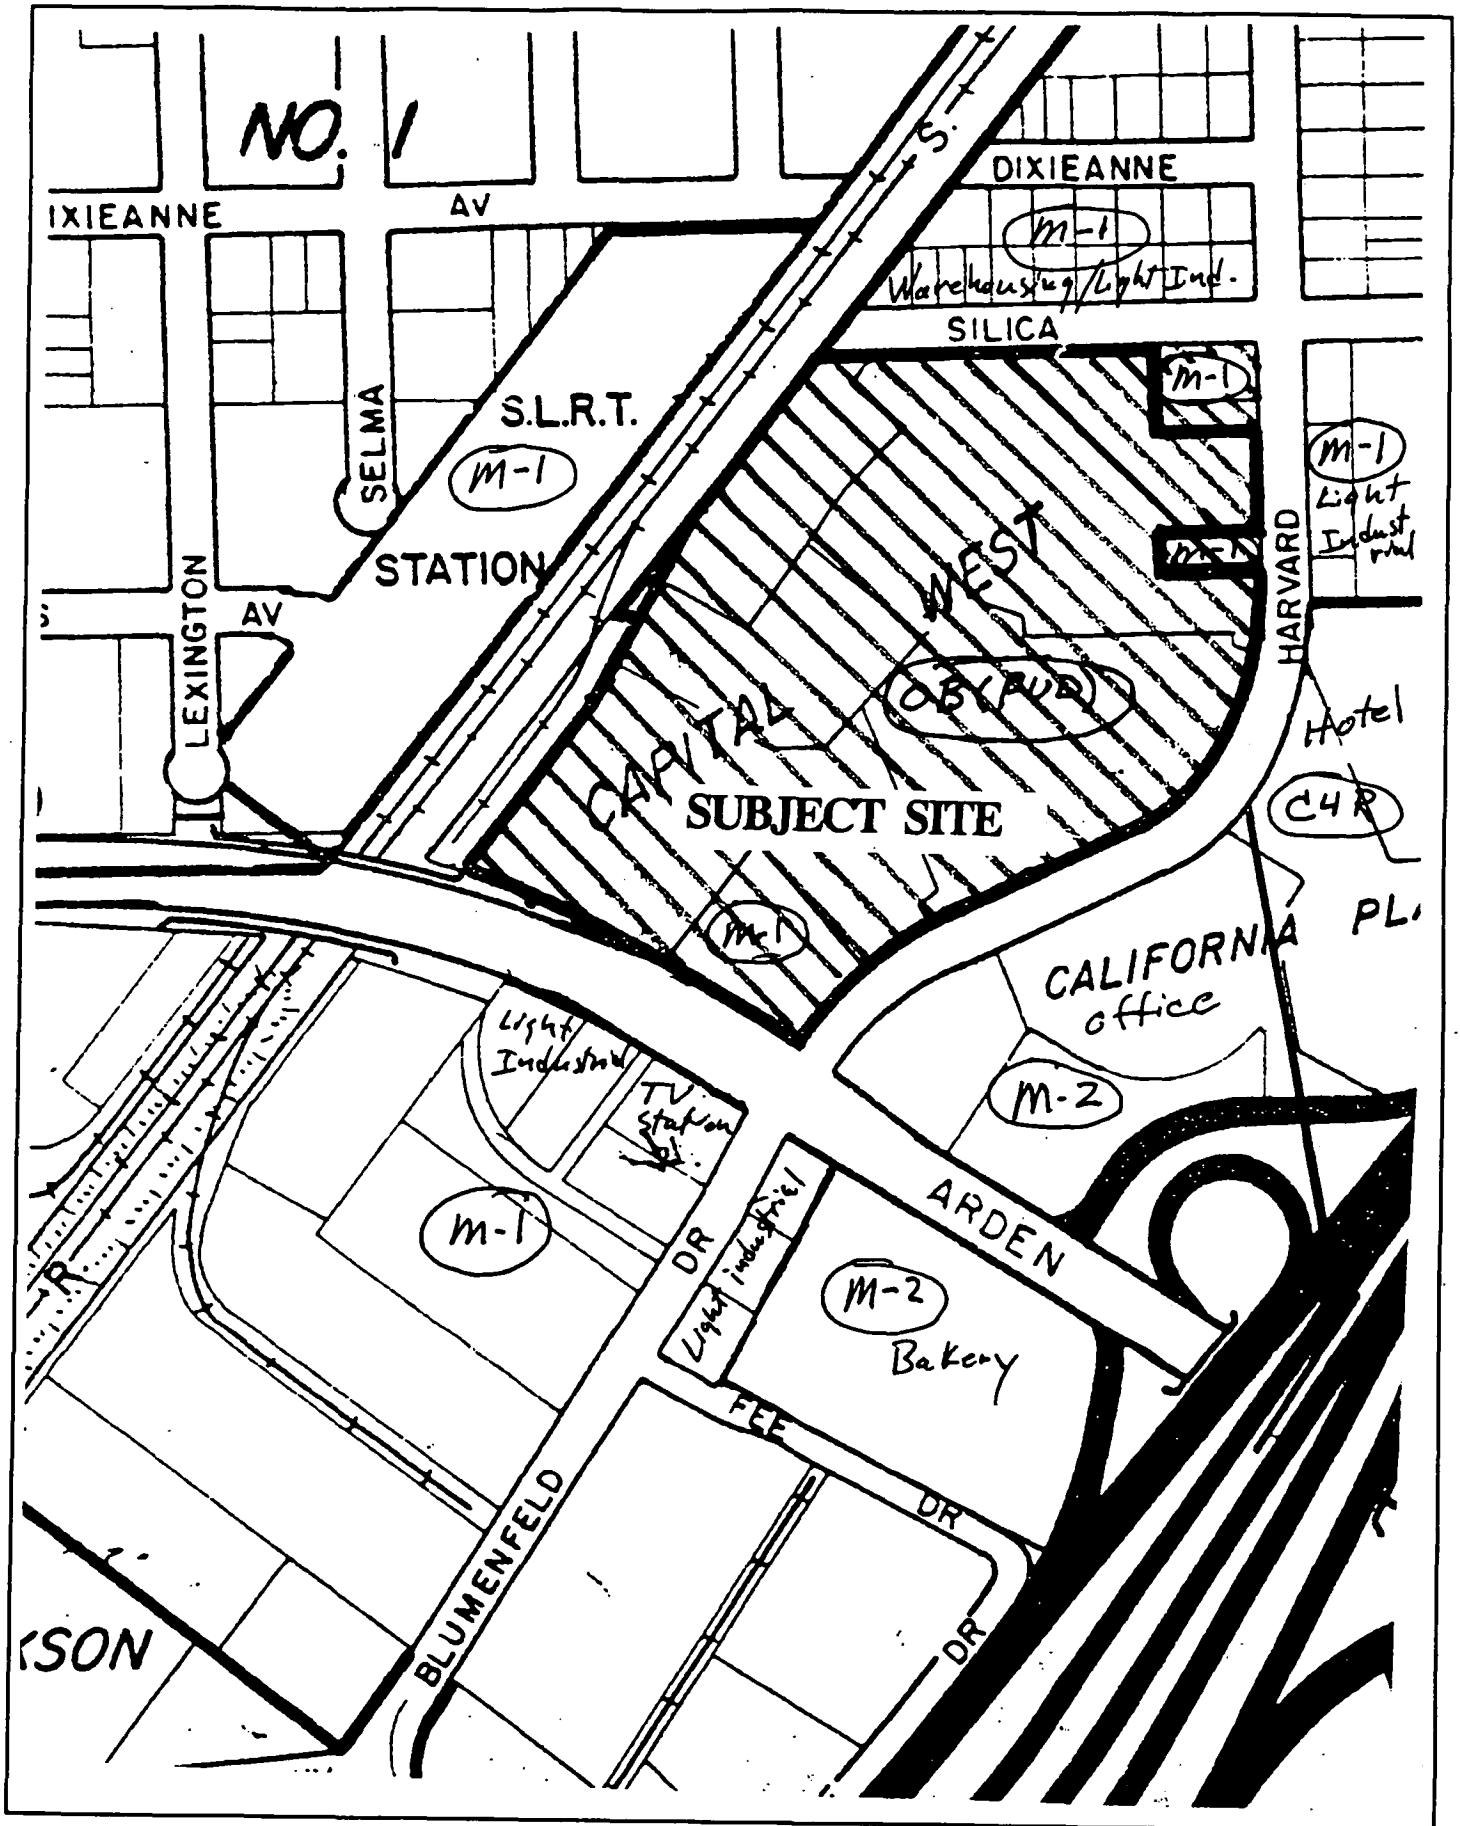 NO. 1
S.
DIXIEANNE
IXIEANNE
AV
M-1
Warehousing/Light Ind.
SILICA
M-1
SELMA
S.L.R.T.
M-1
STATION
M-1
Light
Industrial
WEST
M-1
HARVARD
LEXINGTON
S
AV
OB(PUD)
Hotel
CAPITAL
SUBJECT SITE
C4R
M-1
CALIFORNIA
office
Light
Industrial
TV
Station
M-2
M-1
DR
Light industrial
ARDEN
R
M-2
Bakery
FEE
DR
BLUMENFELD
DR
KSON